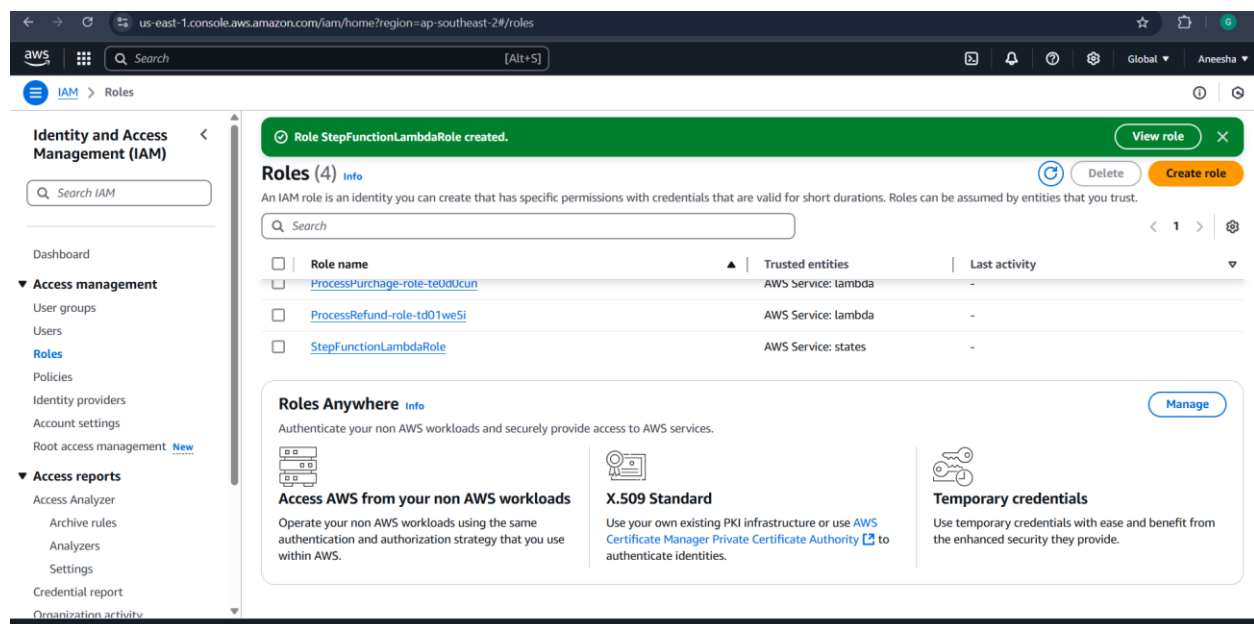 us-east-1.console.aws.amazon.com/iam/home?region=ap-southeast-2#/roles
G
aws
Search [Alt+S]
Global
Aneesha
IAM > Roles
Identity and Access Management (IAM)
Search IAM
Dashboard
Access management
User groups
Users
Roles
Policies
Identity providers
Account settings
Root access management New
Access reports
Access Analyzer
Archive rules
Analyzers
Settings
Credential report
Organization activity
Role StepFunctionLambdaRole created.
View role
Roles (4) Info
Delete
Create role
An IAM role is an identity you can create that has specific permissions with credentials that are valid for short durations. Roles can be assumed by entities that you trust.
Search
1
Role name Trusted entities Last activity
ProcessPurchage-role-te0d0cun AWS Service: lambda -
ProcessRefund-role-td01we5i AWS Service: lambda -
StepFunctionLambdaRole AWS Service: states -
Roles Anywhere Info
Manage
Authenticate your non AWS workloads and securely provide access to AWS services.
Access AWS from your non AWS workloads
Operate your non AWS workloads using the same
authentication and authorization strategy that you use
within AWS.
X.509 Standard
Use your own existing PKI infrastructure or use AWS
Certificate Manager Private Certificate Authority to
authenticate identities.
Temporary credentials
Use temporary credentials with ease and benefit from
the enhanced security they provide.